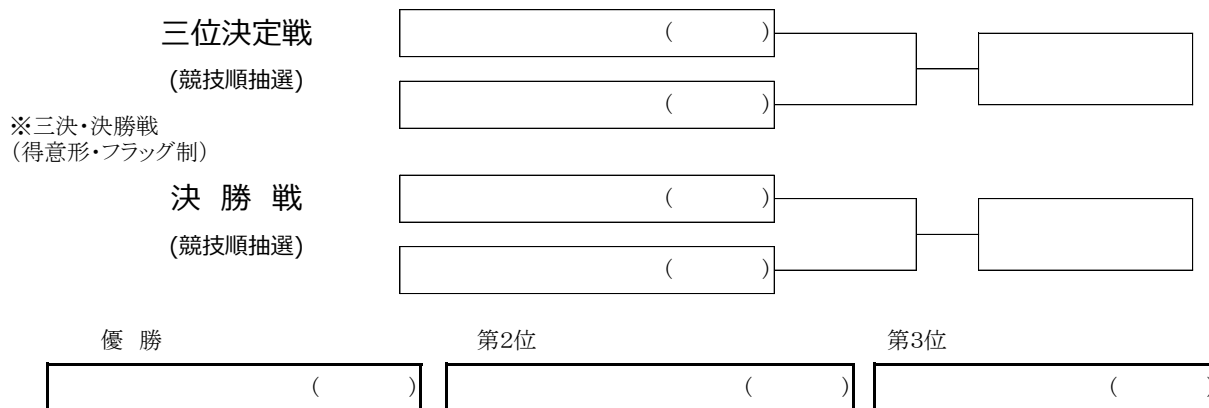 三位決定戦
(　　　)
(競技順抽選)
(　　　)
※三決・決勝戦
(得意形・フラッグ制)
決 勝 戦
(　　　)
(競技順抽選)
(　　　)
優 勝　第2位　第3位
(　　　)　(　　　)　(　　　)